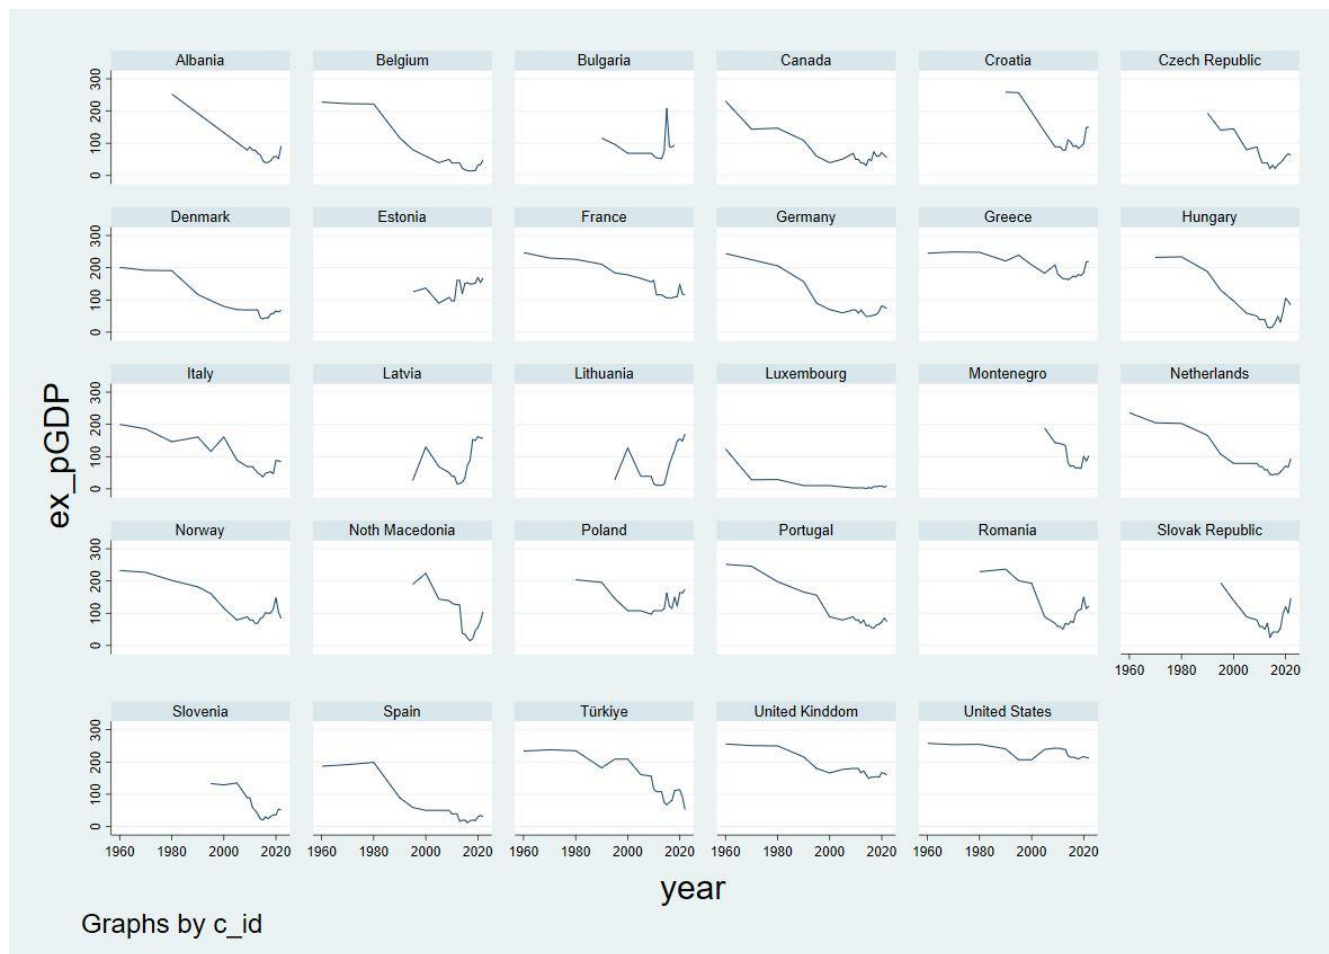 Albania Belgium Bulgaria Canada Croatia Czech Republic
300
200
100
0
Denmark Estonia France Germany Greece Hungary
300
200
100
0
Italy Latvia Lithuania Luxembourg Montenegro Netherlands
300
200
100
0
ex_pGDP
Norway Noth Macedonia Poland Portugal Romania Slovak Republic
300
200
100
0
1960 1980 2000 2020
Slovenia Spain Türkiye United Kinddom United States
300
200
100
0
1960 1980 2000 2020 1960 1980 2000 2020 1960 1980 2000 2020 1960 1980 2000 2020 1960 1980 2000 2020
year
Graphs by c_id